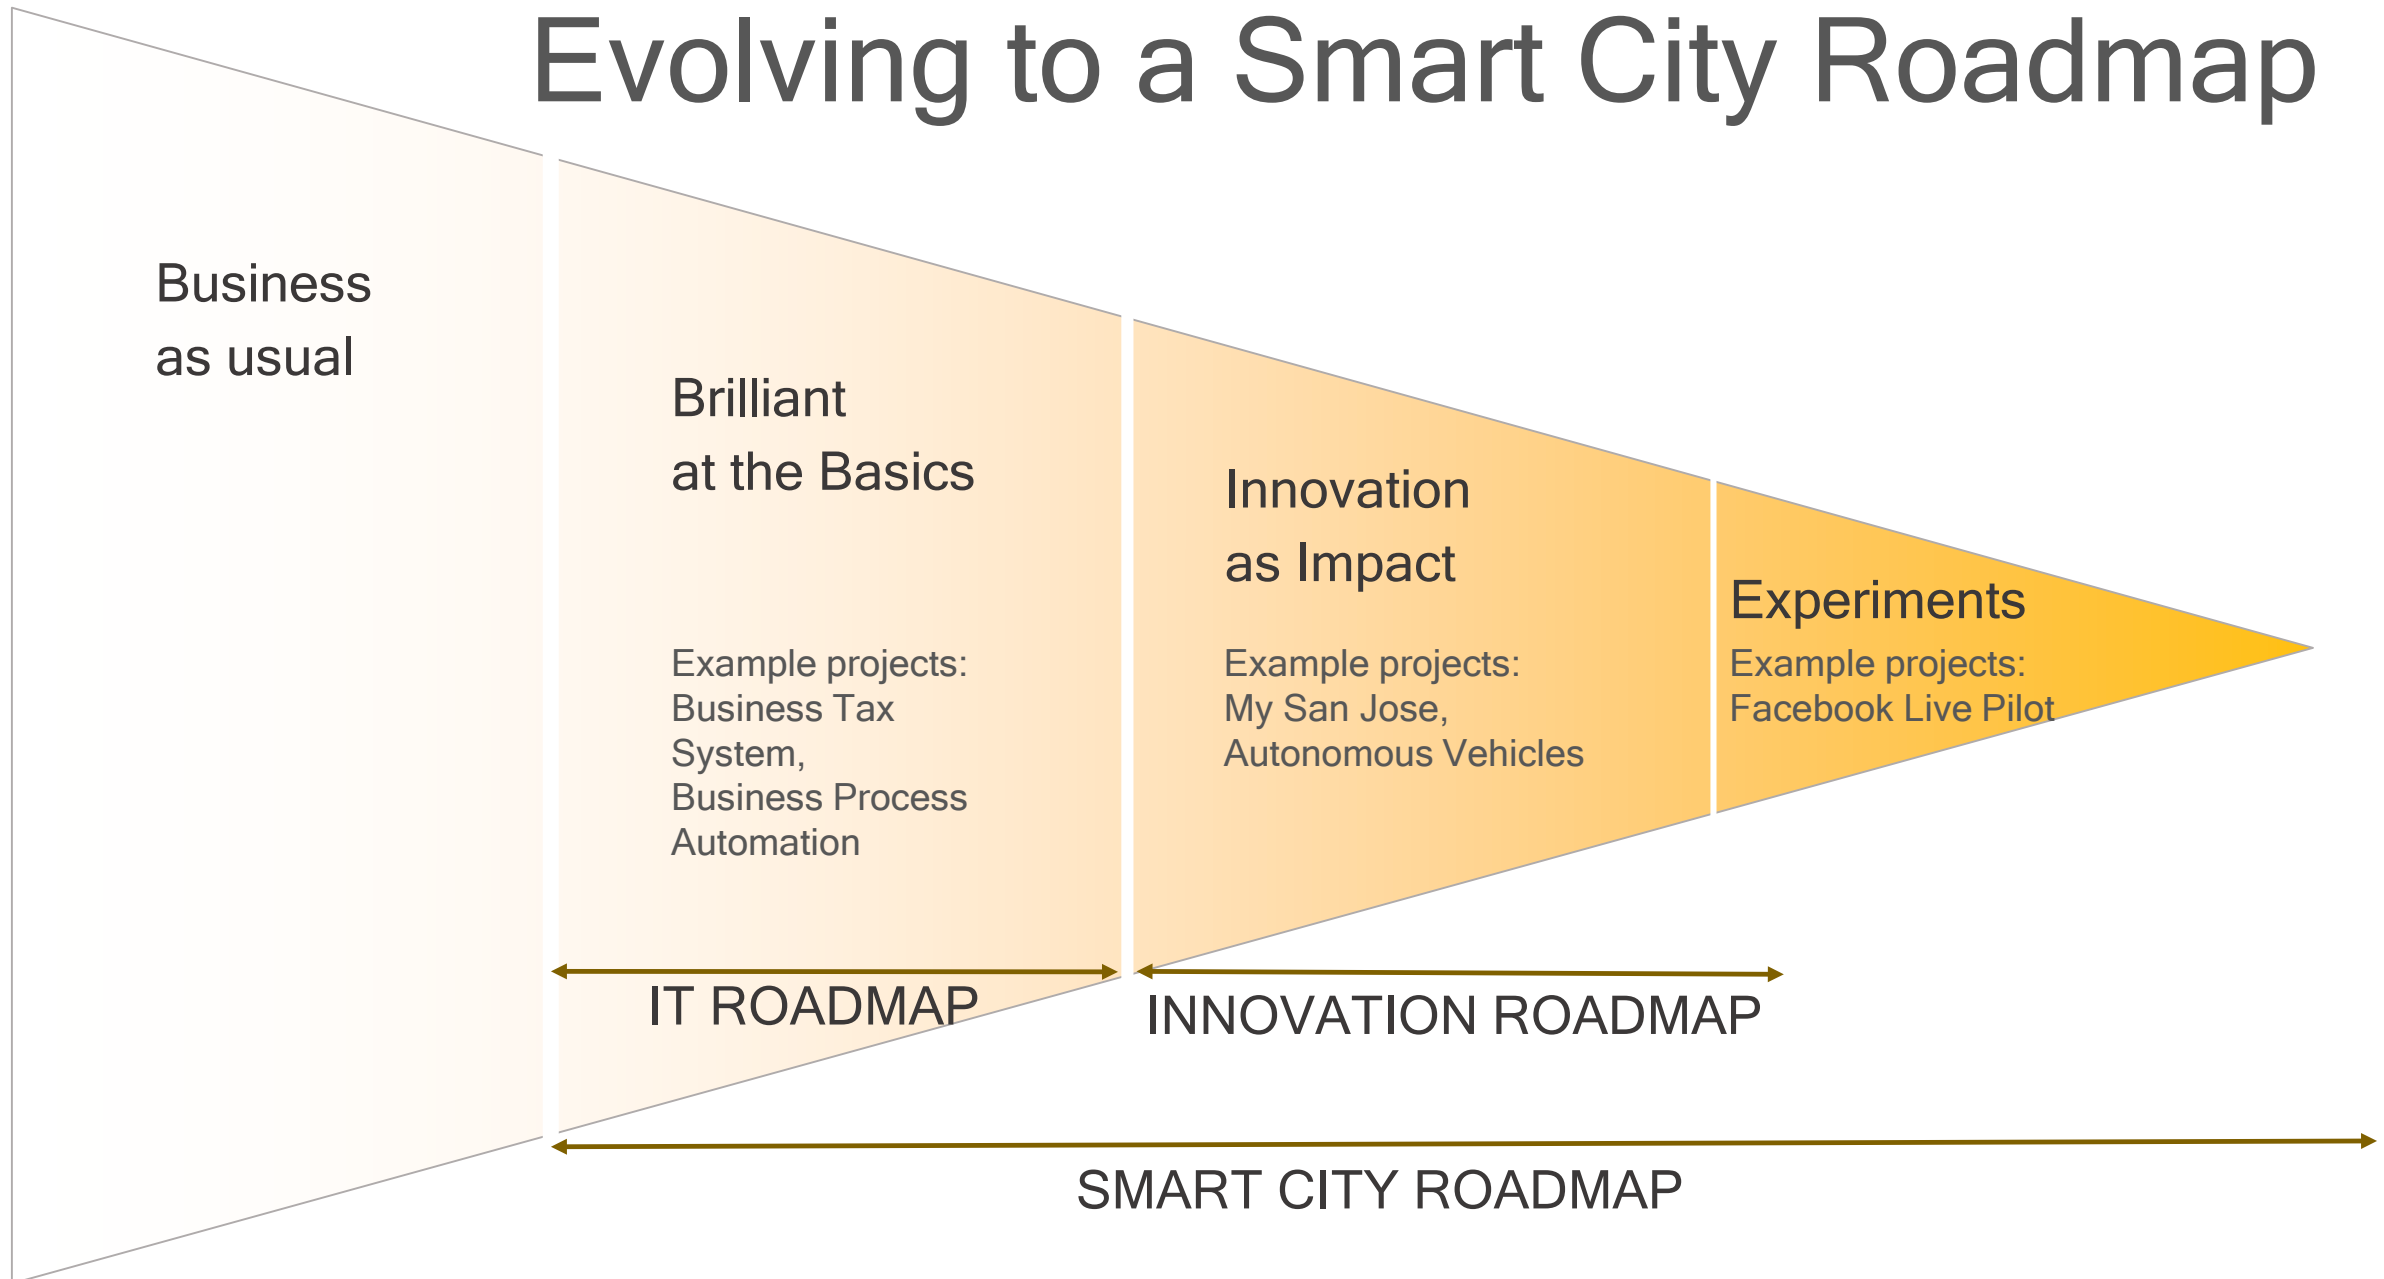 Evolving to a Smart City Roadmap
Business
as usual
Brilliant
at the Basics
Example projects:
Business Tax
System,
Business Process
Automation
Innovation
as Impact
Example projects:
My San Jose,
Autonomous Vehicles
Experiments
Example projects:
Facebook Live Pilot
IT ROADMAP
INNOVATION ROADMAP
SMART CITY ROADMAP